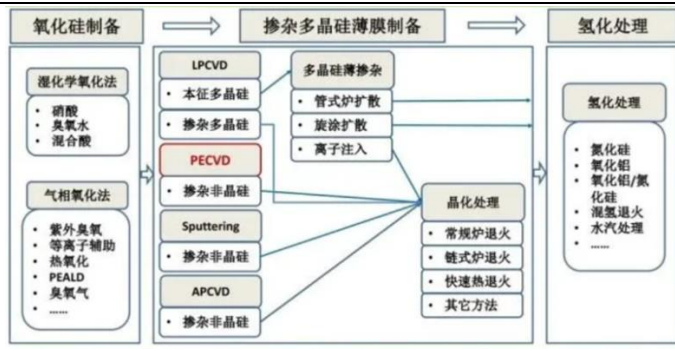 氧化硅制备
掺杂多晶硅薄膜制备
氢化处理
湿化学氧化法
• 硝酸
• 臭氧水
• 混合酸
气相氧化法
• 紫外臭氧
• 等离子辅助
• 热氧化
• PEALD
• 臭氧气
• ......
LPCVD
• 本征多晶硅
• 掺杂多晶硅
PECVD
• 掺杂非晶硅
Sputtering
• 掺杂非晶硅
APCVD
• 掺杂非晶硅
多晶硅薄掺杂
• 管式炉扩散
• 旋涂扩散
• 离子注入
晶化处理
• 常规炉退火
• 链式炉退火
• 快速热退火
• 其它方法
氢化处理
• 氮化硅
• 氧化铝
• 氧化铝/氮
化硅
• 混氢退火
• 水汽处理
• ......